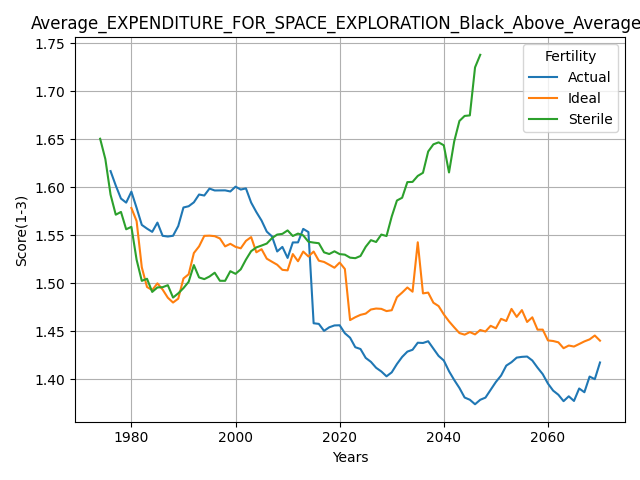 Average_EXPENDITURE_FOR_SPACE_EXPLORATION_Black_Above_Average
1.75
1.70
1.65
1.60
1.55
1.50
1.45
1.40
Score(1-3)
Fertility
Actual
Ideal
Sterile
1980 2000 2020 2040 2060
Years